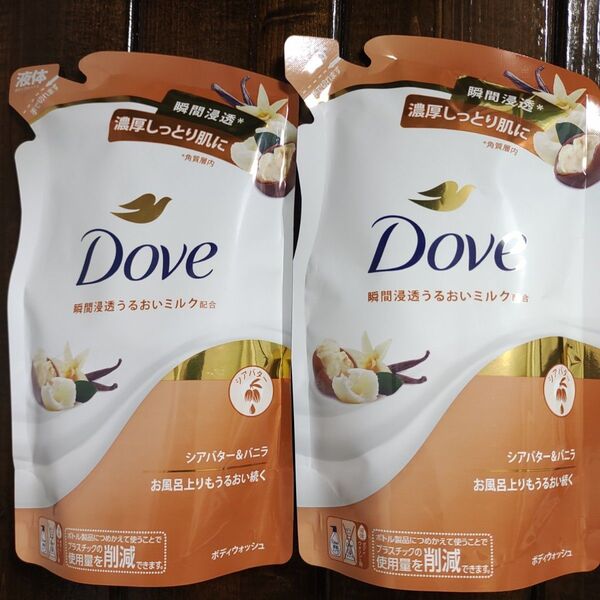 液体
瞬間浸透*
濃厚しっとり肌に
*角質層内
Dove
瞬間浸透うるおいミルク配合
シアバター
シアバター&バニラ
お風呂上りもうるおい続く
ボトル製品につめかえて使うことで
プラスチックの
使用量を削減できます。
ボディウォッシュ
瞬間浸透*
濃厚しっとり肌に
*角質層内
Dove
瞬間浸透うるおいミルク配合
シアバター
シアバター&バニラ
お風呂上りもうるおい続く
ボトル製品につめかえて使うことで
プラスチックの
使用量を削減できます。
ボディウォッシュ